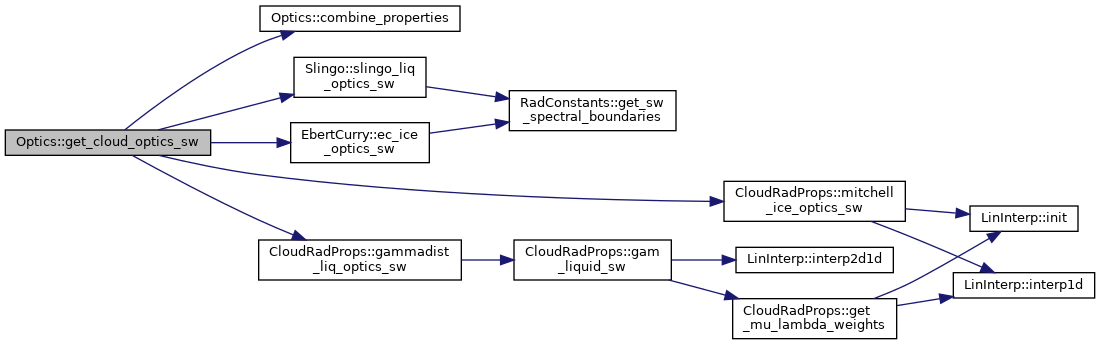 Optics::get_cloud_optics_sw
Optics::combine_properties
Slingo::slingo_liq
_optics_sw
EbertCurry::ec_ice
_optics_sw
RadConstants::get_sw
_spectral_boundaries
CloudRadProps::mitchell
_ice_optics_sw
CloudRadProps::gammadist
_liq_optics_sw
CloudRadProps::gam
_liquid_sw
LinInterp::interp2d1d
CloudRadProps::get
_mu_lambda_weights
LinInterp::init
LinInterp::interp1d